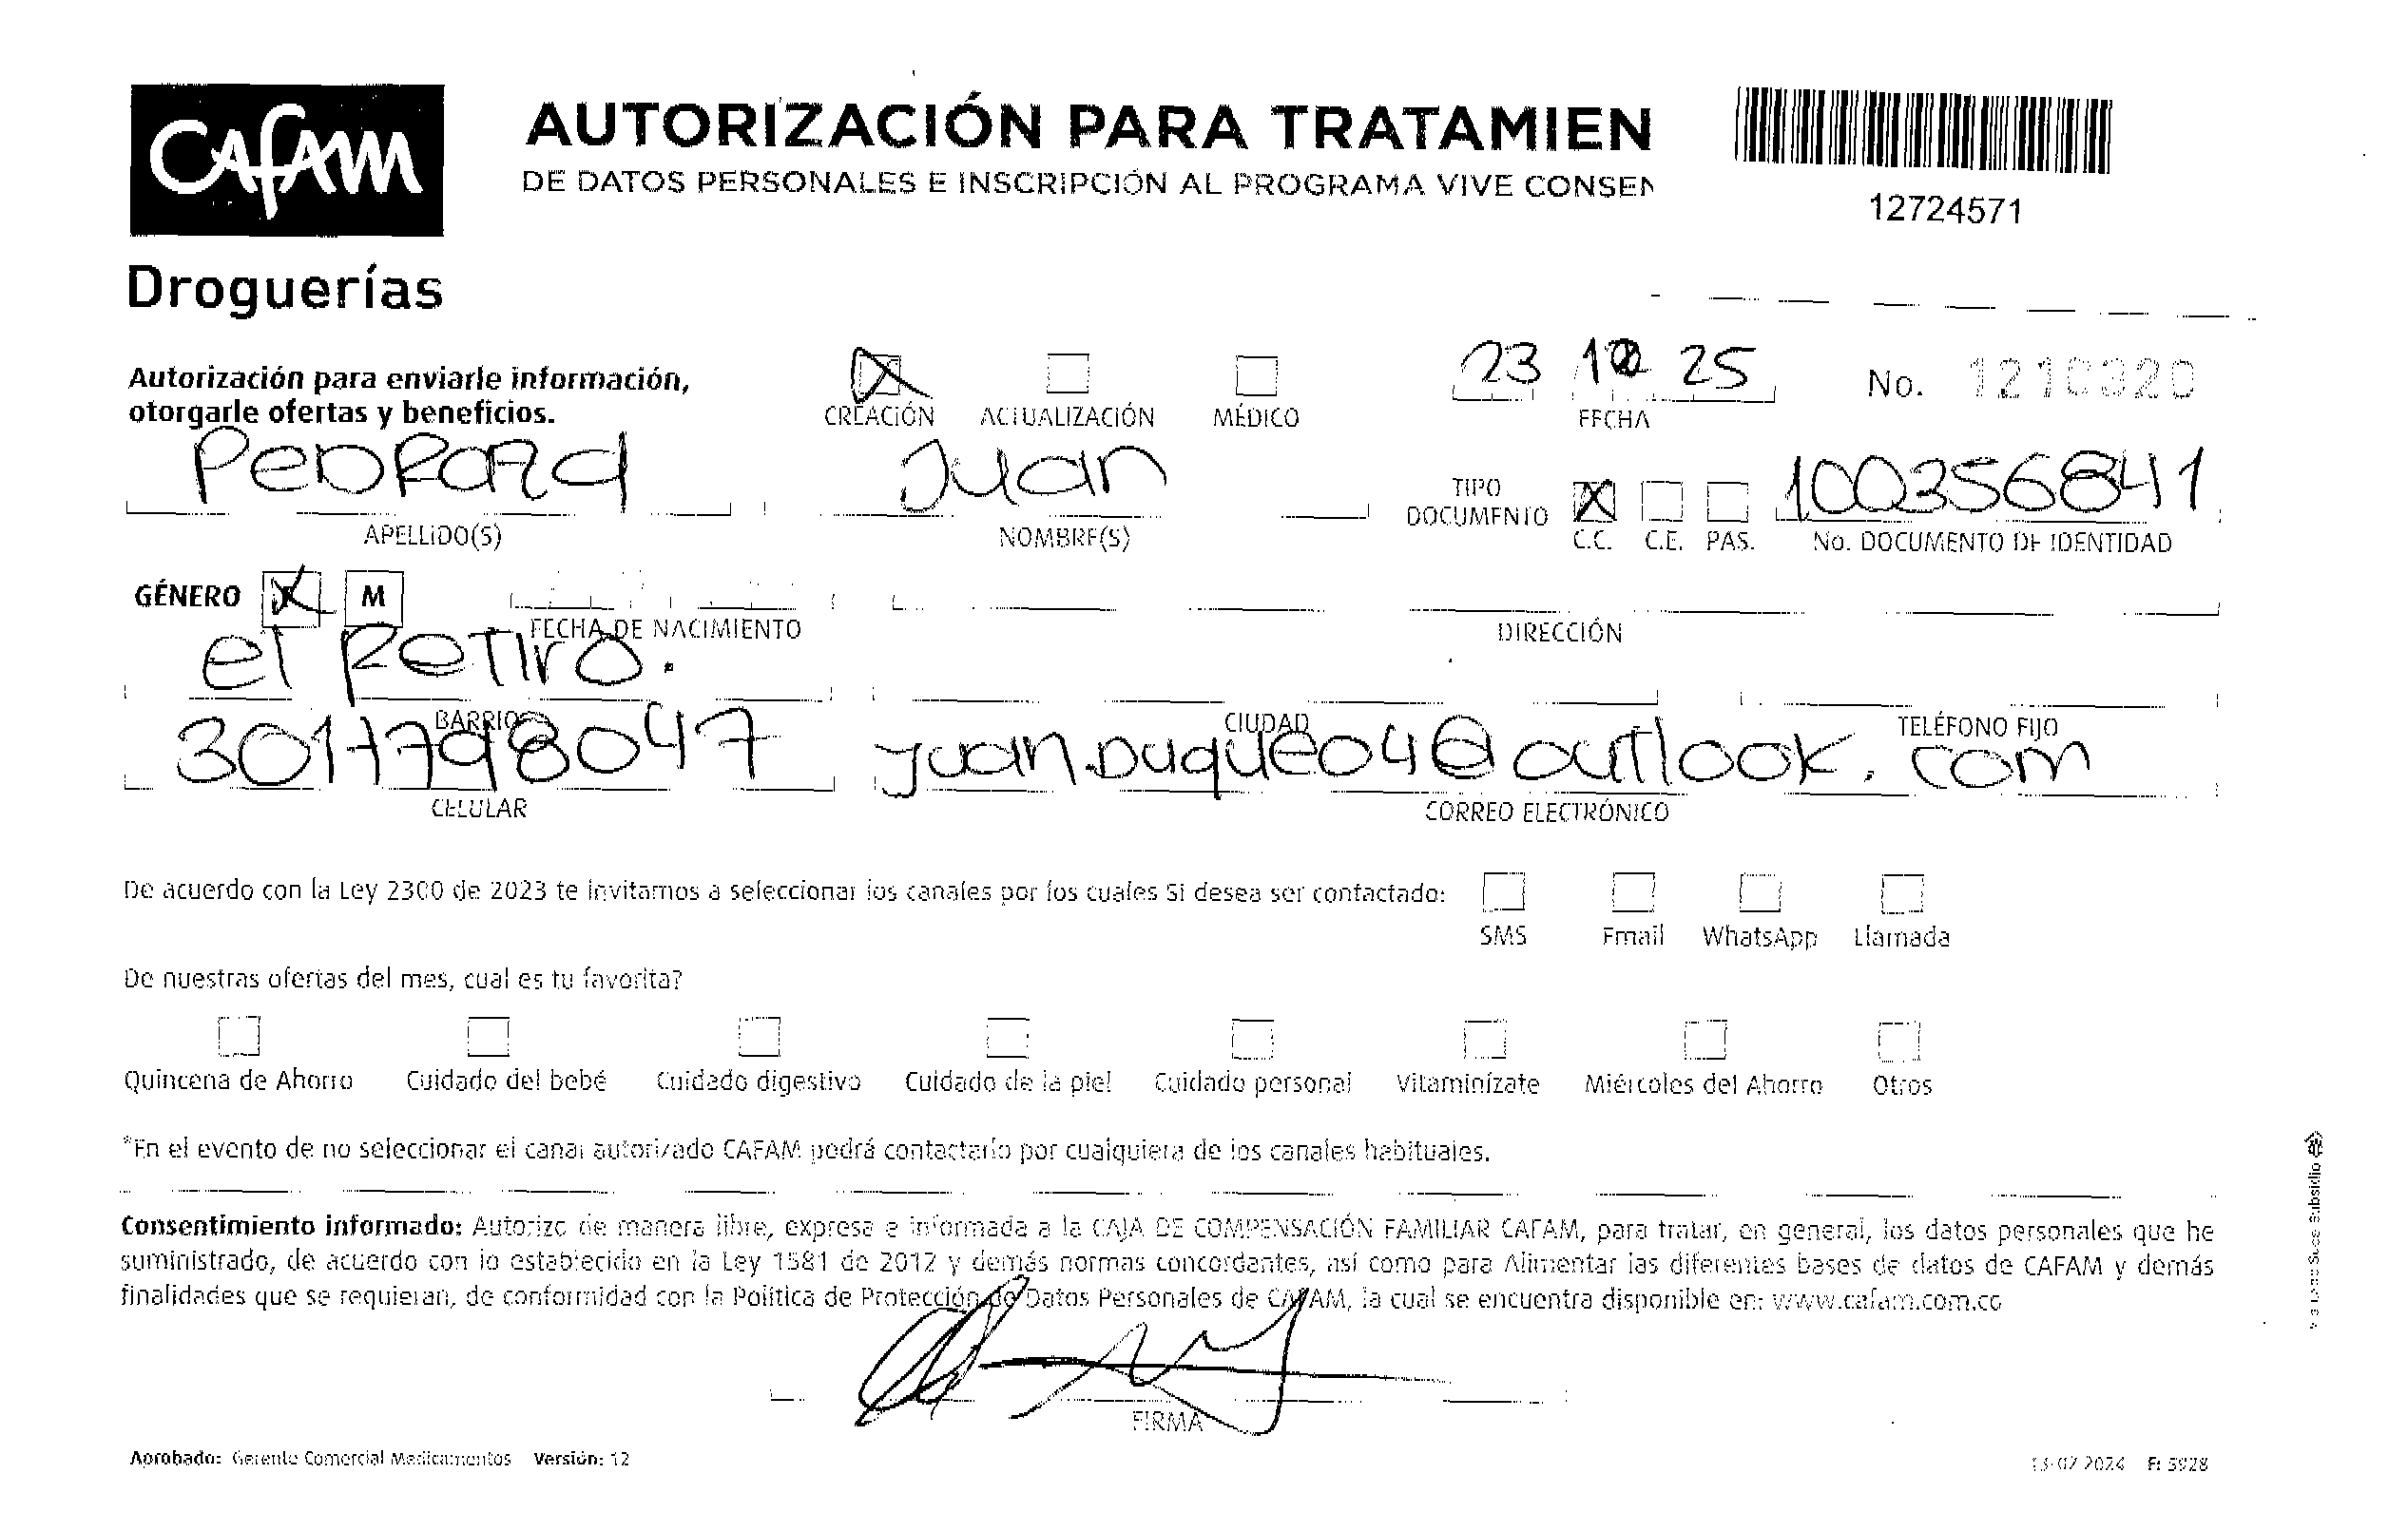 CAFAM
Droguerías
AUTORIZACIÓN PARA TRATAMIEN
DE DATOS PERSONALES E INSCRIPCIÓN AL PROGRAMA VIVE CONSEN
12724571
Autorización para enviarle información,
otorgarle ofertas y beneficios.
X CREACIÓN ACTUALIZACIÓN MÉDICO
23 12 25
FECHA
No. 1210320
PEDRAZA Juan
APELLIDO(S) NOMBRE(S)
TIPO DOCUMENTO X C.C. C.E. PAS.
1003356841
No. DOCUMENTO DE IDENTIDAD
GÉNERO X M
FECHA DE NACIMIENTO DIRECCIÓN
el Retiro.
BARRIO CIUDAD TELÉFONO FIJO
3017798047 juan.duque04@outlook.com
CELULAR CORREO ELECTRÓNICO
De acuerdo con la Ley 2300 de 2023 te invitamos a seleccionar los canales por los cuales Si desea ser contactado:
SMS Email WhatsApp Llamada
De nuestras ofertas del mes, cual es tu favorita?
Quincena de Ahorro Cuidado del bebé Cuidado digestivo Cuidado de la piel Cuidado personal Vitaminízate Miércoles del Ahorro Otros
*En el evento de no seleccionar el canal autorizado CAFAM podrá contactarlo por cualquiera de los canales habituales.
Consentimiento informado: Autorizo de manera libre, expresa e informada a la CAJA DE COMPENSACIÓN FAMILIAR CAFAM, para tratar, en general, los datos personales que he
suministrado, de acuerdo con lo establecido en la Ley 1581 de 2012 y demás normas concordantes, así como para Alimentar las diferentes bases de datos de CAFAM y demás
finalidades que se requieran, de conformidad con la Política de Protección de Datos Personales de CAFAM, la cual se encuentra disponible en: www.cafam.com.co
FIRMA
Aprobado: Gerente Comercial Medicamentos Versión: 12
13-02-2024 F: 5928